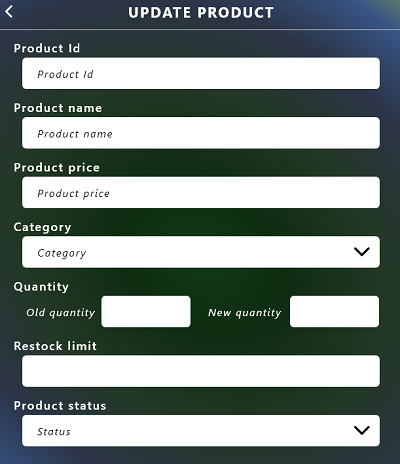 UPDATE PRODUCT
Product Id
Product Id
Product name
Product name
Product price
Product price
Category
Category
Quantity
Old quantity New quantity
Restock limit
Product status
Status